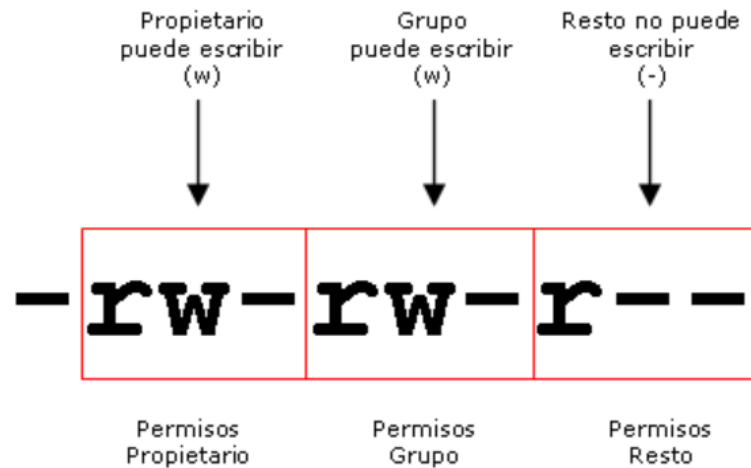 Propietario
puede escribir
(w)
Grupo
puede escribir
(w)
Resto no puede
escribir
(-)
-rw-rw-r--
Permisos
Propietario
Permisos
Grupo
Permisos
Resto